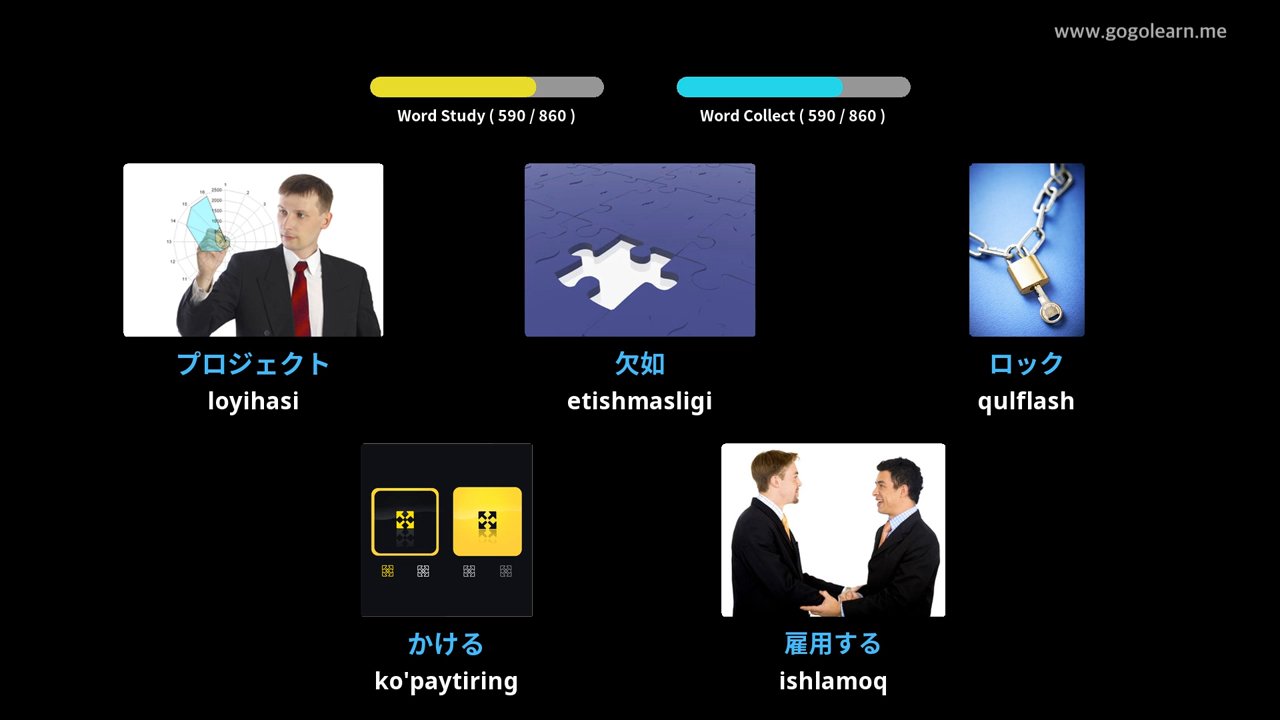 www.gogolearn.me
Word Study ( 590 / 860 )
Word Collect ( 590 / 860 )
プロジェクト
loyihasi
欠如
etishmasligi
ロック
qulflash
かける
ko'paytiring
雇用する
ishlamoq